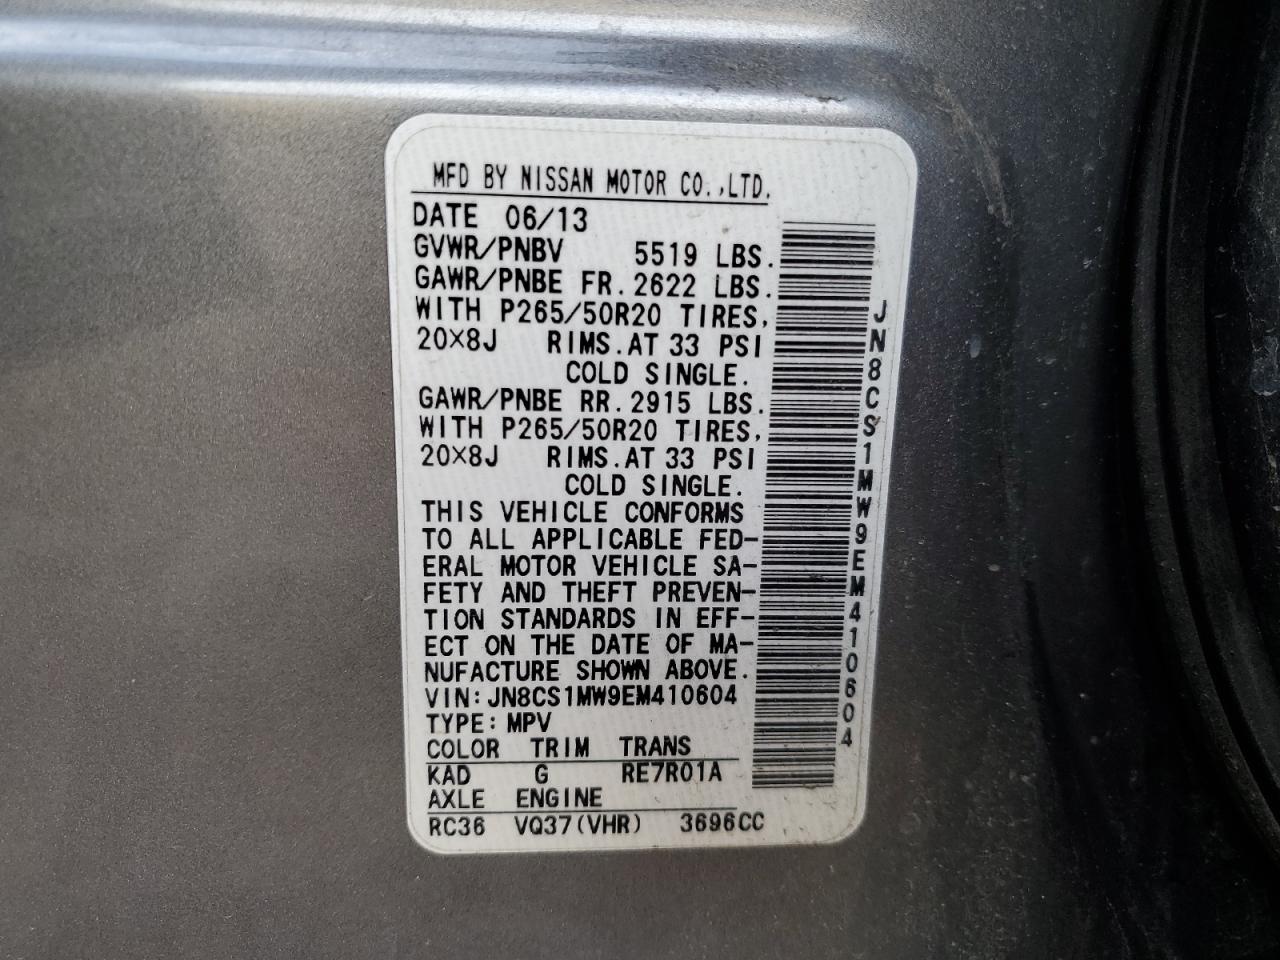 MFD BY NISSAN MOTOR CO.,LTD.
DATE 06/13
GVWR/PNBV 5519 LBS.
GAWR/PNBE FR. 2622 LBS.
WITH P265/50R20 TIRES,
20×8J RIMS. AT 33 PSI
COLD SINGLE.
GAWR/PNBE RR. 2915 LBS.
WITH P265/50R20 TIRES,
20×8J RIMS. AT 33 PSI
COLD SINGLE.
THIS VEHICLE CONFORMS
TO ALL APPLICABLE FED-
ERAL MOTOR VEHICLE SA-
FETY AND THEFT PREVEN-
TION STANDARDS IN EFF-
ECT ON THE DATE OF MA-
NUFACTURE SHOWN ABOVE.
VIN: JN8CS1MW9EM410604
TYPE: MPV
COLOR TRIM TRANS
KAD G RE7R01A
AXLE ENGINE
RC36 VQ37(VHR) 3696CC
JN8CS1MW9EM410604